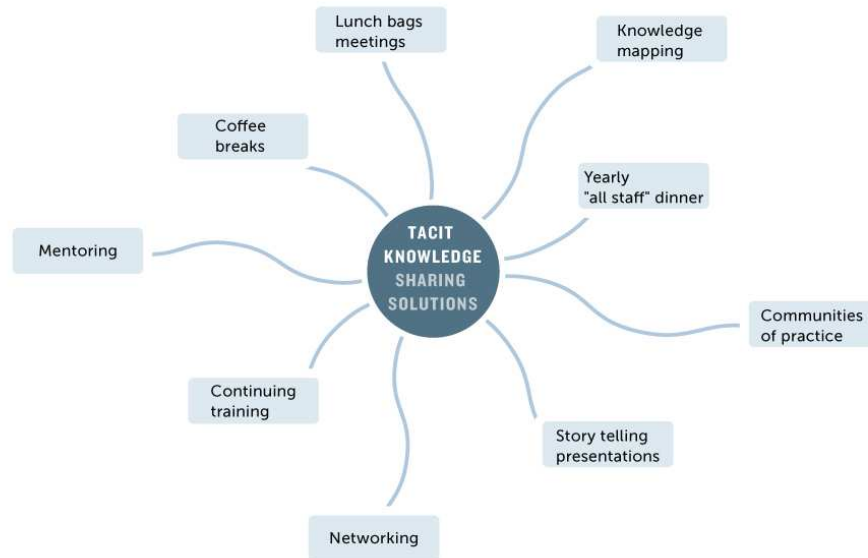 Lunch bags
meetings
Knowledge
mapping
Coffee
breaks
Yearly
"all staff" dinner
Mentoring
TACIT
KNOWLEDGE
SHARING
SOLUTIONS
Communities
of practice
Continuing
training
Story telling
presentations
Networking